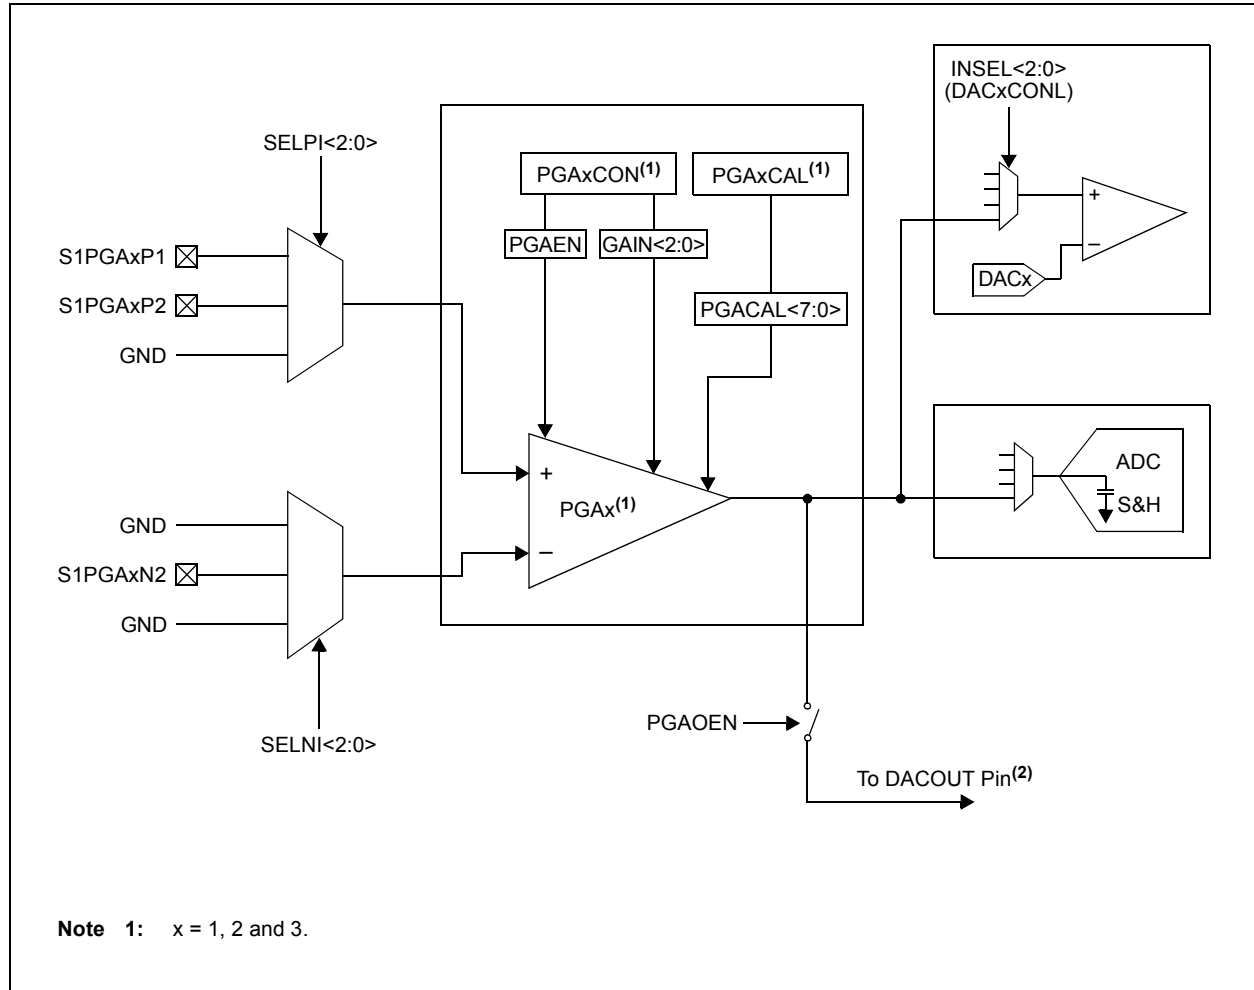 INSEL<2:0>
(DACxCONL)
SELPI<2:0>
PGAxCON(1)
PGAxCAL(1)
S1PGAxP1
PGAEN
GAIN<2:0>
+
−
DACx
S1PGAxP2
PGACAL<7:0>
GND
ADC
S&H
+
PGAx(1)
−
GND
S1PGAxN2
GND
SELNI<2:0>
PGAOEN
To DACOUT Pin(2)
Note 1: x = 1, 2 and 3.